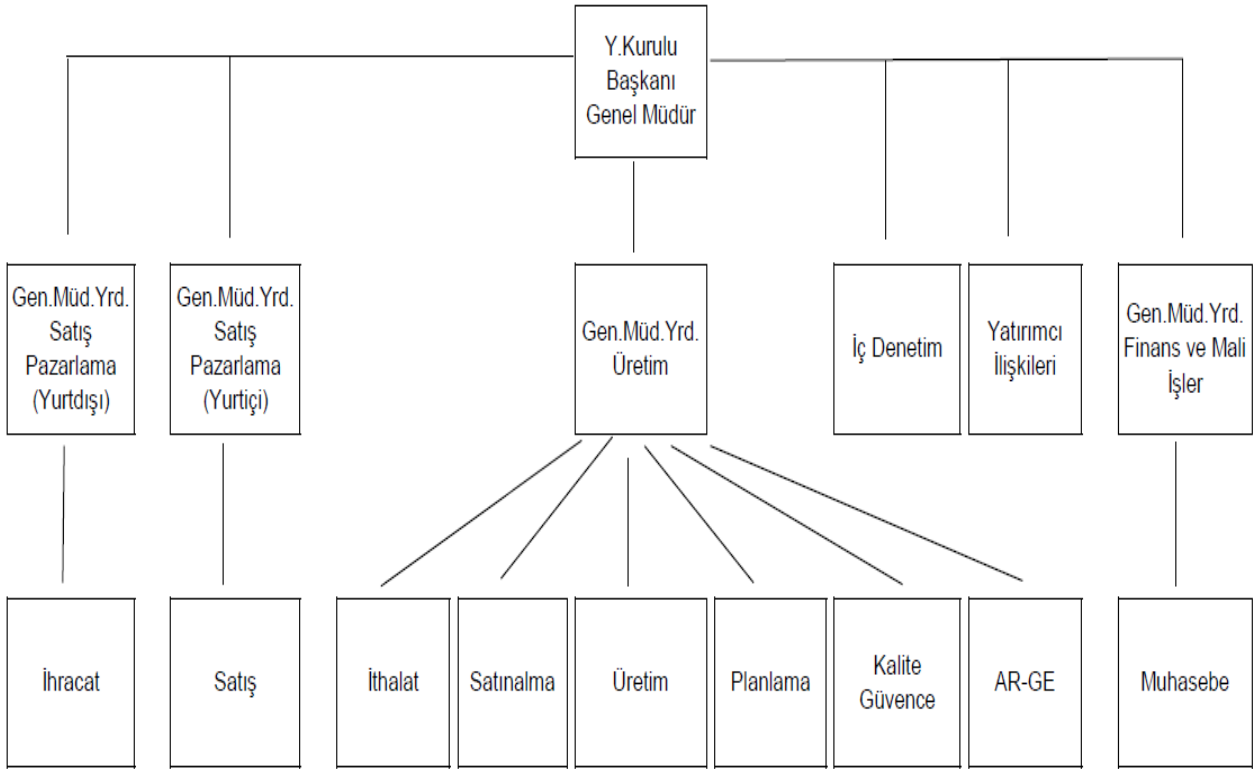 Y.Kurulu
Başkanı
Genel Müdür
Gen.Müd.Yrd.
Satış
Pazarlama
(Yurtdışı)
Gen.Müd.Yrd.
Satış
Pazarlama
(Yurtiçi)
Gen.Müd.Yrd.
Üretim
İç Denetim
Yatırımcı
İlişkileri
Gen.Müd.Yrd.
Finans ve Mali
İşler
İhracat
Satış
İthalat
Satınalma
Üretim
Planlama
Kalite
Güvence
AR-GE
Muhasebe